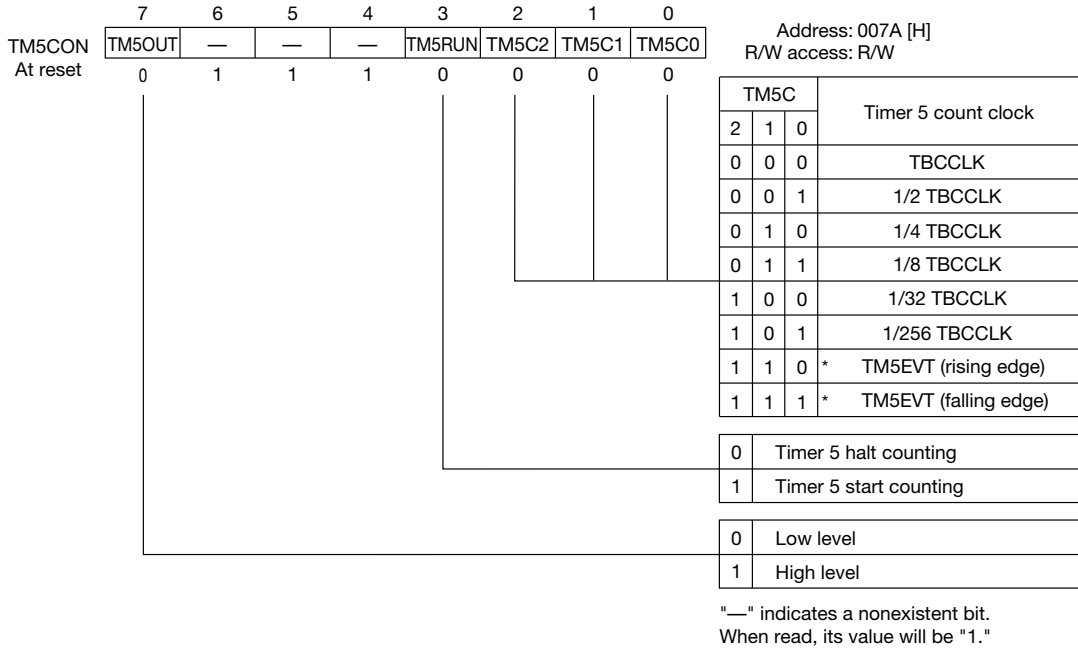 7 6 5 4 3 2 1 0
TM5CON TM5OUT — — — TM5RUN TM5C2 TM5C1 TM5C0
At reset 0 1 1 1 0 0 0 0
Address: 007A [H]
R/W access: R/W
TM5C Timer 5 count clock
2 1 0
0 0 0 TBCCLK
0 0 1 1/2 TBCCLK
0 1 0 1/4 TBCCLK
0 1 1 1/8 TBCCLK
1 0 0 1/32 TBCCLK
1 0 1 1/256 TBCCLK
1 1 0 * TM5EVT (rising edge)
1 1 1 * TM5EVT (falling edge)
0 Timer 5 halt counting
1 Timer 5 start counting
0 Low level
1 High level
"—" indicates a nonexistent bit.
When read, its value will be "1."